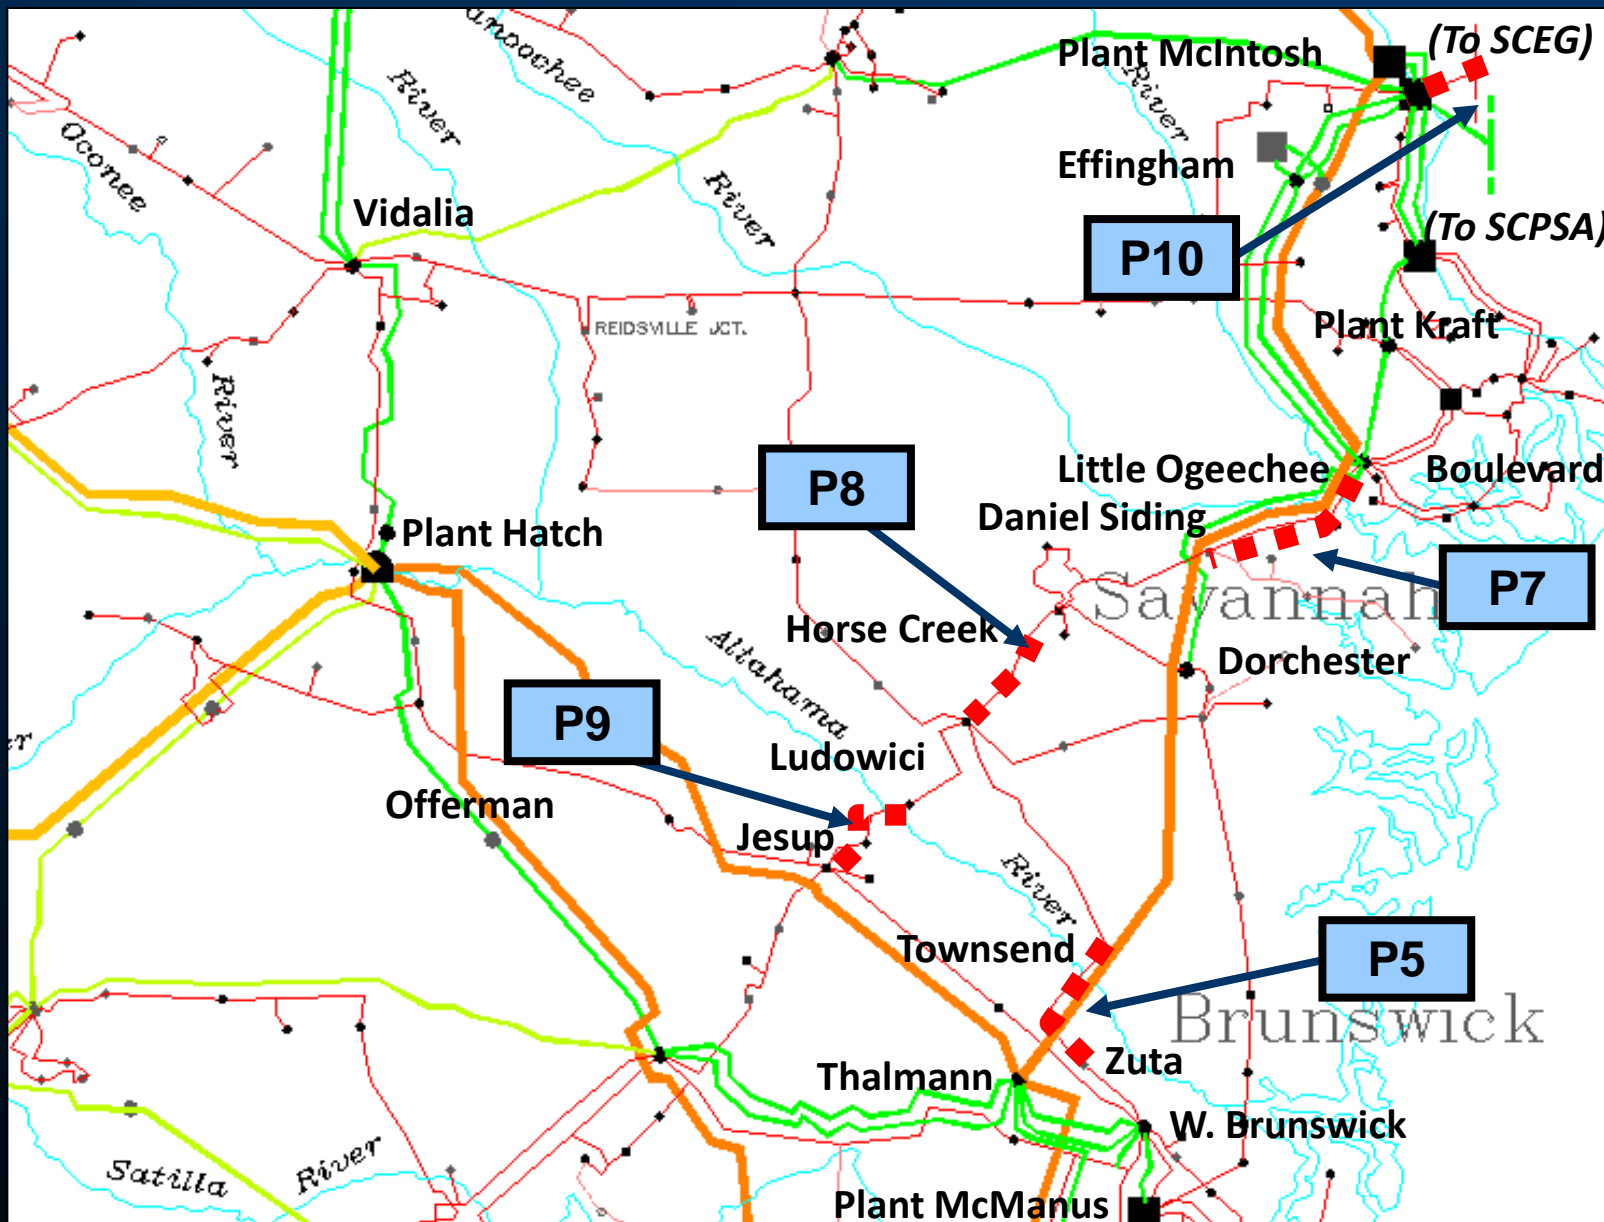 anoochee
River
Plant McIntosh
(To SCEG)
River
Oconee
Effingham
River
Vidalia
(To SCPSA)
P10
REIDSVILLE JCT.
Plant Kraft
River
Little Ogeechee
Boulevard
P8
Daniel Siding
Plant Hatch
P7
Savannah
Horse Creek
Altahama
Dorchester
P9
er
Ludowici
Offerman
Jesup
River
Townsend
P5
Brunswick
Zuta
Thalmann
W. Brunswick
River
Satilla
Plant McManus